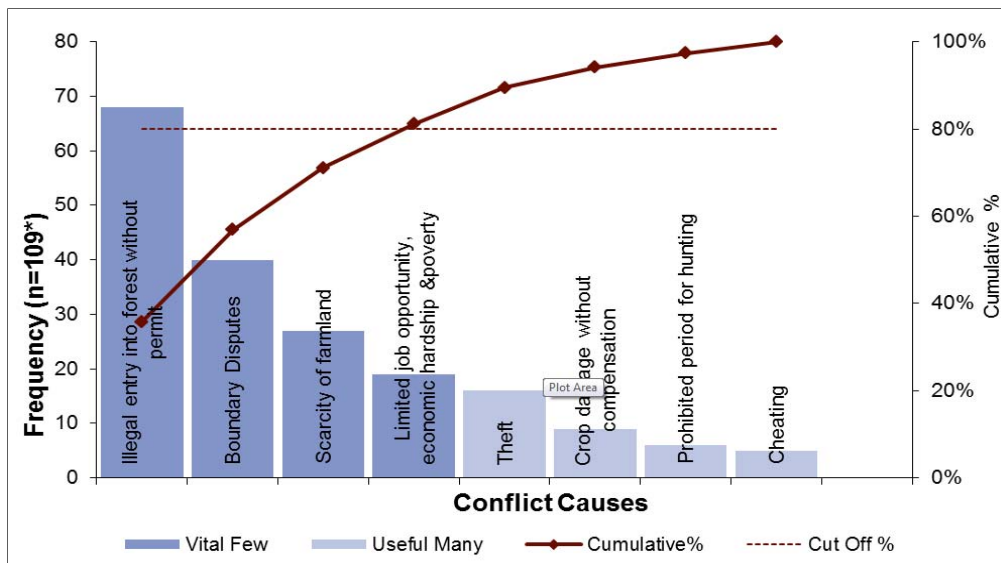 80
70
60
50
40
30
20
10
0
Frequency (n=109*)
100%
80%
60%
40%
20%
0%
Cumulative %
Illegal entry into forest without
permit
Boundary Disputes
Scarcity of farmland
Limited job opportunity,
economic hardship &poverty
Theft
Crop damage without
compensation
Prohibited period for hunting
Cheating
Plot Area
Conflict Causes
Vital Few
Useful Many
Cumulative%
Cut Off %